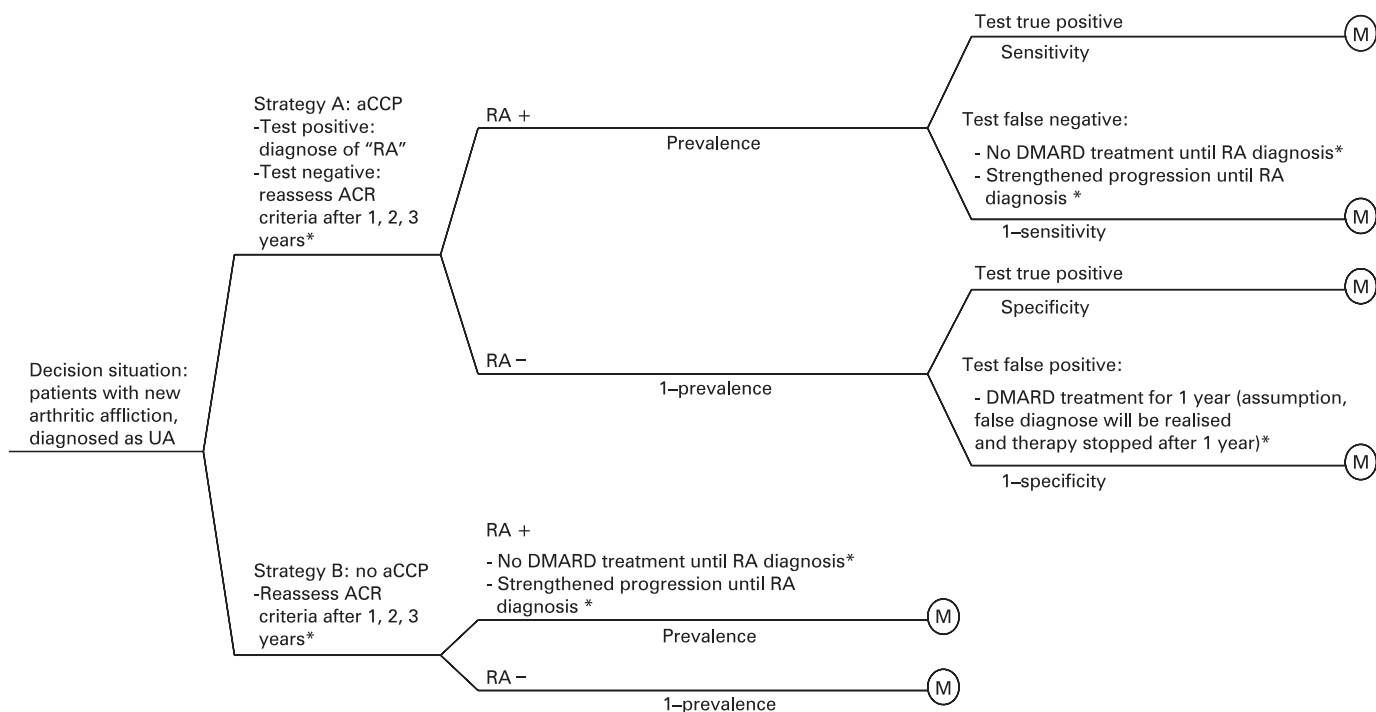 Decision situation:
patients with new
arthritic affliction,
diagnosed as UA
Strategy A: aCCP
-Test positive:
diagnose of “RA”
-Test negative:
reassess ACR
criteria after 1, 2, 3
years*
RA +
Prevalence
Test true positive
Sensitivity
M
Test false negative:
- No DMARD treatment until RA diagnosis*
- Strengthened progression until RA
diagnosis *
1–sensitivity
M
RA –
1–prevalence
Test true positive
Specificity
M
Test false positive:
- DMARD treatment for 1 year (assumption,
false diagnose will be realised
and therapy stopped after 1 year)*
1–specificity
M
Strategy B: no aCCP
-Reassess ACR
criteria after 1, 2, 3
years*
RA +
- No DMARD treatment until RA diagnosis*
- Strengthened progression until RA
diagnosis *
Prevalence
M
RA –
1–prevalence
M